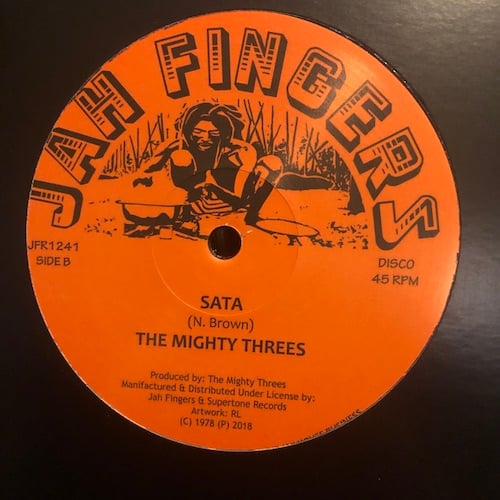 JAH FINGERS
JFR1241
SIDE B
DISCO
45 RPM
SATA
(N. Brown)
THE MIGHTY THREES
Produced by: The Mighty Threes
Manifactured & Distributed Under License by:
Jah Fingers & Supertone Records
Artwork: RL
(C) 1978 (P) 2018